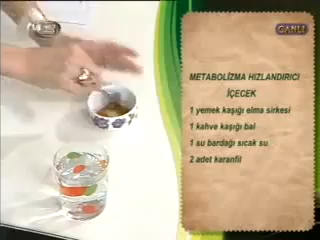 CANLI
METABOLİZMA HIZLANDIRICI
İÇECEK
1 yemek kaşığı elma sirkesi
1 kahve kaşığı bal
1 su bardağı sıcak su
2 adet karanfil